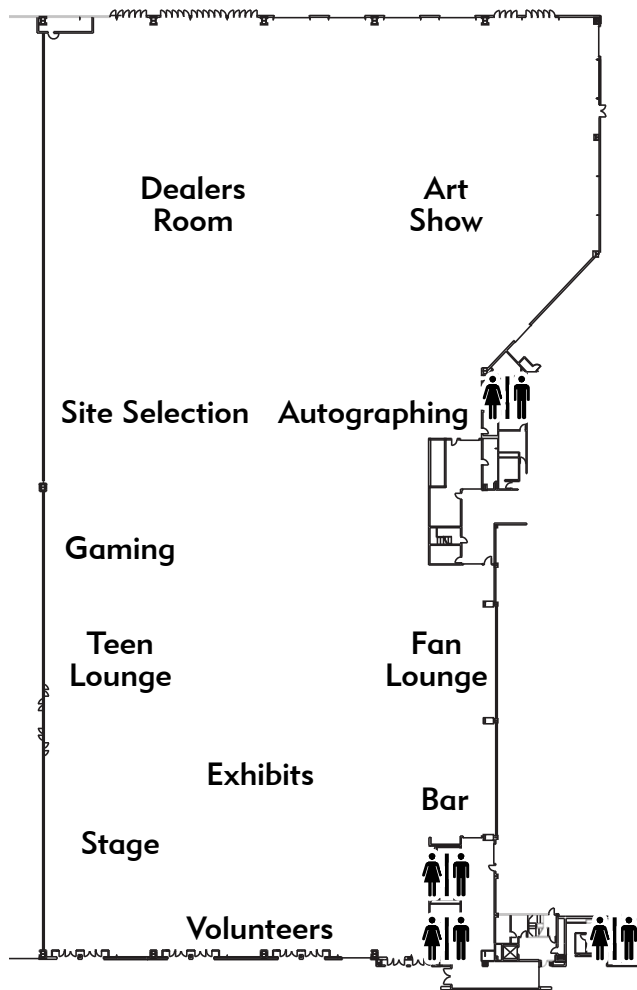 Dealers
Room
Art
Show
Site Selection
Autographing
Gaming
Teen
Lounge
Fan
Lounge
Exhibits
Bar
Stage
Volunteers